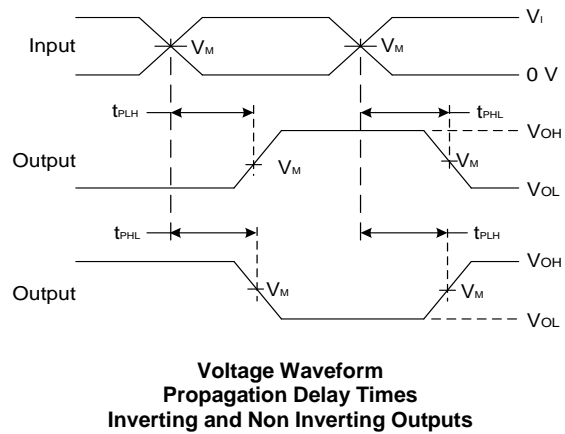 Input VM VM VI
0 V
tPLH tPHL
Output VM VM VOH
VOL
tPHL tPLH
Output VM VM VOH
VOL
Voltage Waveform
Propagation Delay Times
Inverting and Non Inverting Outputs